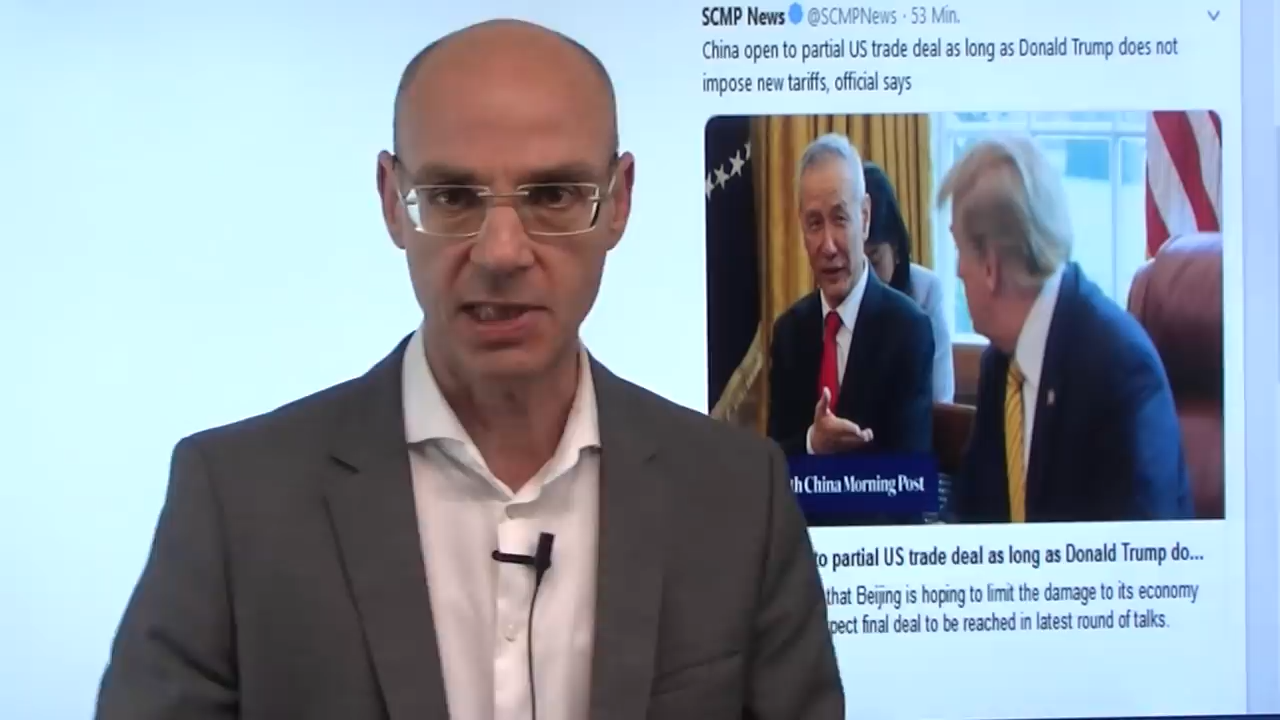 SCMP News @SCMPNews · 53 Min.
China open to partial US trade deal as long as Donald Trump does not
impose new tariffs, official says
th China Morning Post
to partial US trade deal as long as Donald Trump do...
that Beijing is hoping to limit the damage to its economy
pect final deal to be reached in latest round of talks.